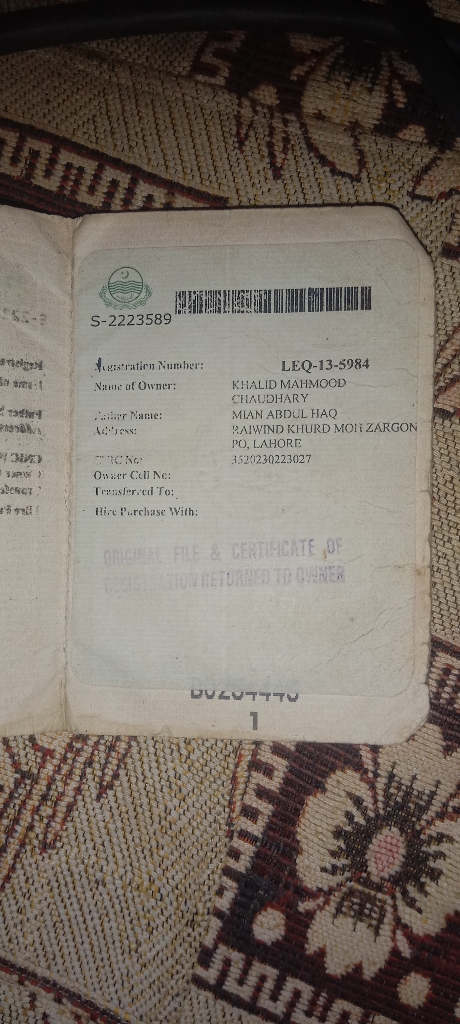 S-2223589
Registration Number: LEQ-13-5984
Name of Owner: KHALID MAHMOOD
CHAUDHARY
Father Name: MIAN ABDUL HAQ
Address: RAIWIND KHURD MOH ZARGON
PO, LAHORE
CNIC No: 3520230223027
Owner Cell No:
Transferred To:
Hire Purchase With:
ORIGINAL FILE & CERTIFICATE OF
REGISTRATION RETURNED TO OWNER
1